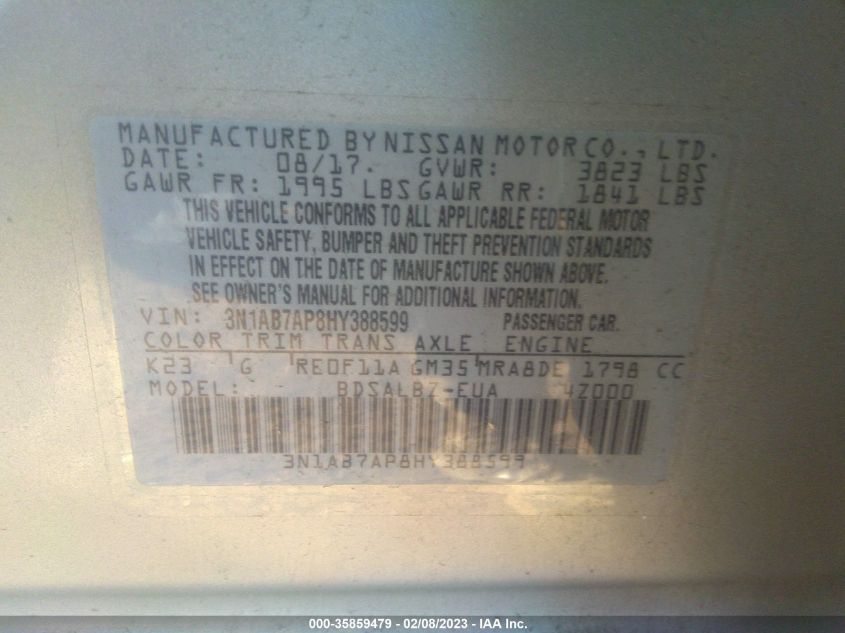 MANUFACTURED BY NISSAN MOTOR CO., LTD.
DATE: 08/17. GVWR: 3823 LBS
GAWR FR: 1995 LBS GAWR RR: 1841 LBS
THIS VEHICLE CONFORMS TO ALL APPLICABLE FEDERAL MOTOR
VEHICLE SAFETY, BUMPER AND THEFT PREVENTION STANDARDS
IN EFFECT ON THE DATE OF MANUFACTURE SHOWN ABOVE.
SEE OWNER'S MANUAL FOR ADDITIONAL INFORMATION.
VIN: 3N1AB7AP8HY388599 PASSENGER CAR.
COLOR TRIM TRANS AXLE ENGINE
K23 G RE0F11A GM35 MRA8DE 1798 CC
MODEL: BDSALBZ-EUA 4Z000
3N1AB7AP8HY388599
000-35859479 - 02/08/2023 - IAA Inc.